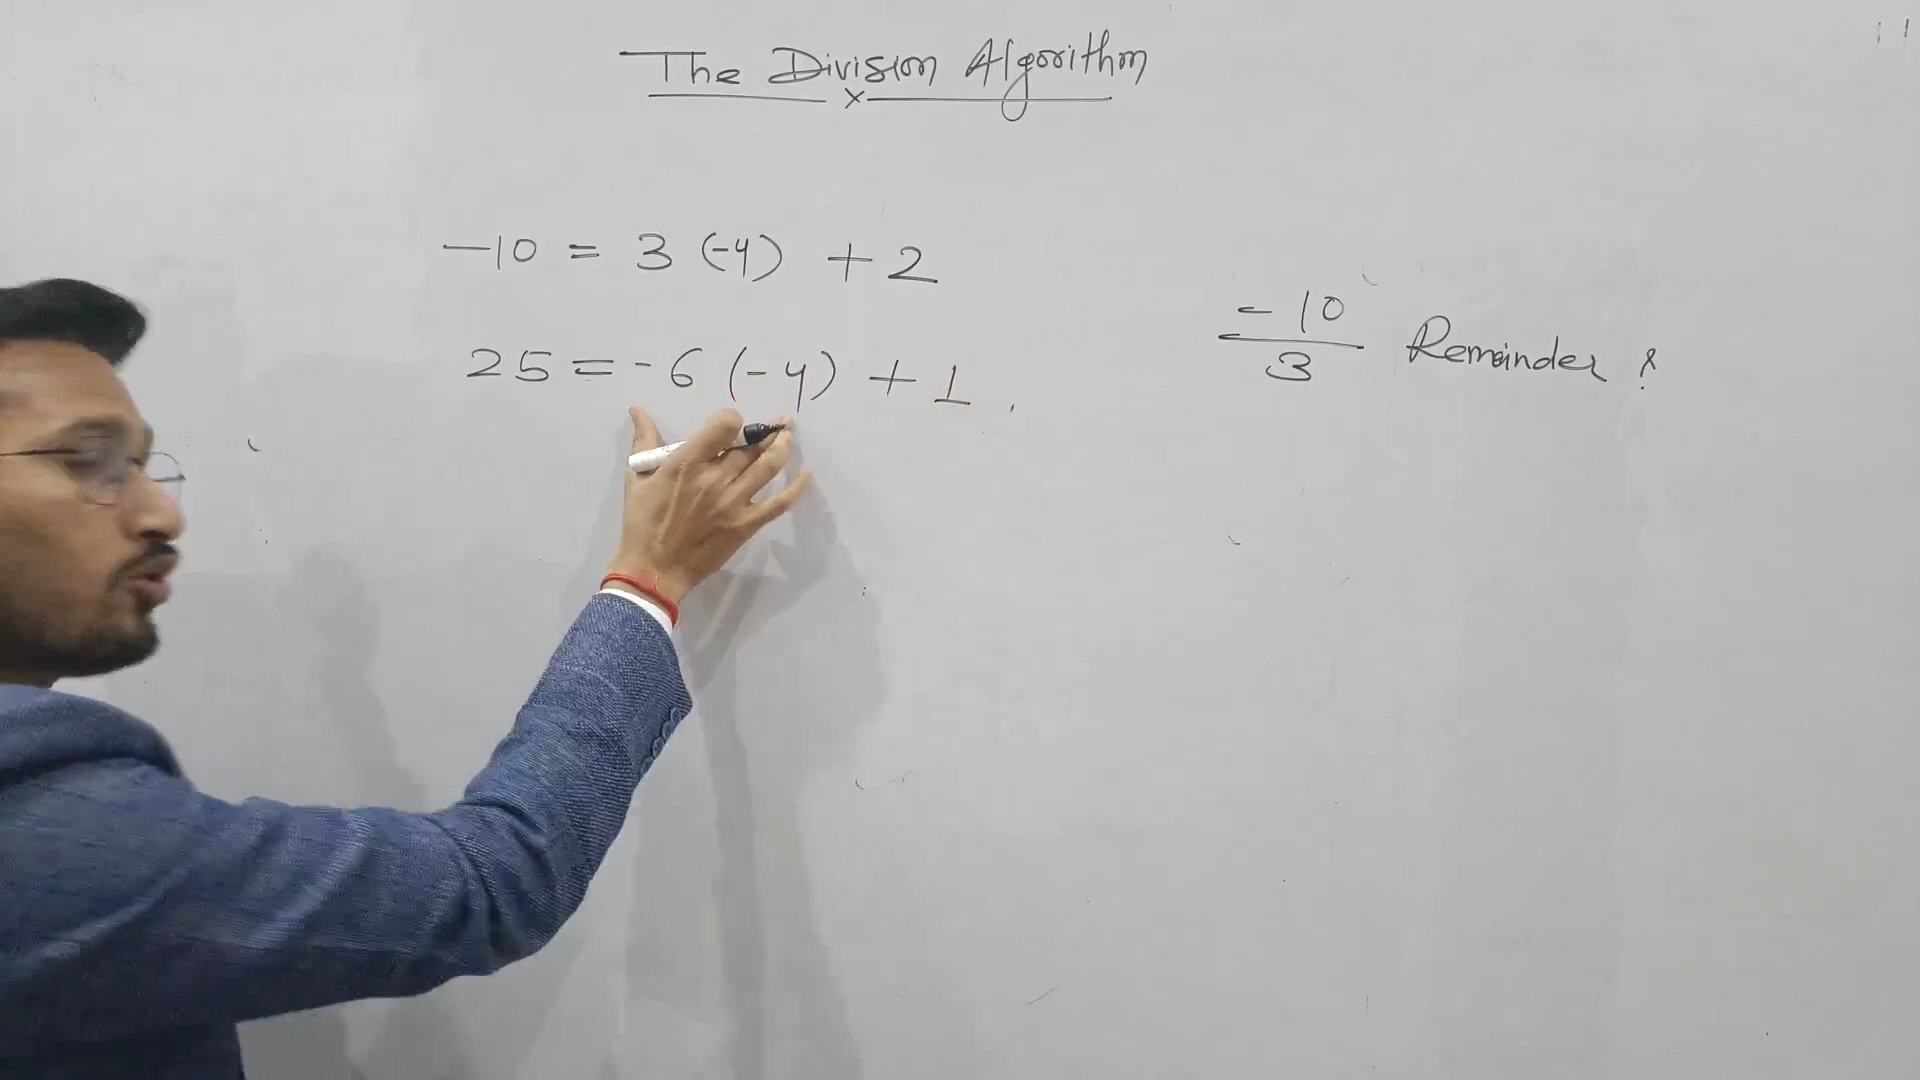 The Division Algorithm
-10 = 3 (-4) + 2
25 = -6 (-4) + 1.
-10/3 Remainder ?